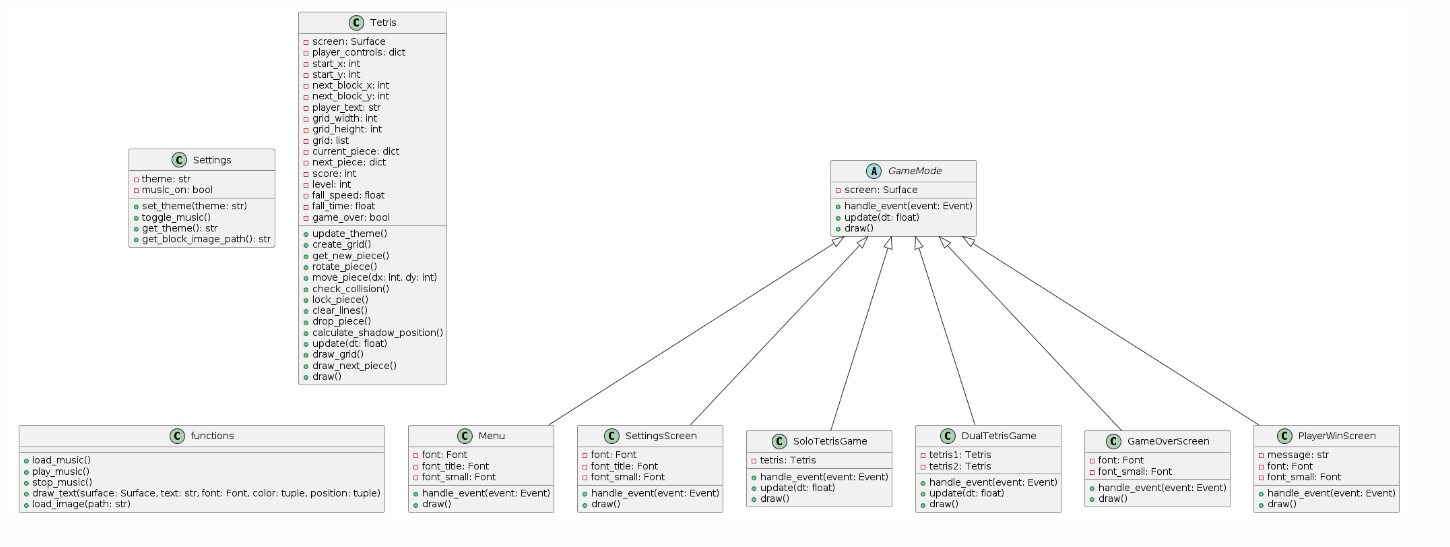 C Tetris
screen: Surface
player_controls: dict
start_x: int
start_y: int
next_block_x: int
next_block_y: int
player_text: str
grid_width: int
grid_height: int
grid: list
current_piece: dict
next_piece: dict
score: int
level: int
fall_speed: float
fall_time: float
game_over: bool
update_theme()
create_grid()
get_new_piece()
rotate_piece()
move_piece(dx: int, dy: int)
check_collision()
lock_piece()
clear_lines()
drop_piece()
calculate_shadow_position()
update(dt: float)
draw_grid()
draw_next_piece()
draw()
C Settings
theme: str
music_on: bool
set_theme(theme: str)
toggle_music()
get_theme(): str
get_block_image_path(): str
A GameMode
screen: Surface
handle_event(event: Event)
update(dt: float)
draw()
C functions
load_music()
play_music()
stop_music()
draw_text(surface: Surface, text: str, font: Font, color: tuple, position: tuple)
load_image(path: str)
C Menu
font: Font
font_title: Font
font_small: Font
handle_event(event: Event)
draw()
C SettingsScreen
font: Font
font_title: Font
font_small: Font
handle_event(event: Event)
draw()
C SoloTetrisGame
tetris: Tetris
handle_event(event: Event)
update(dt: float)
draw()
C DualTetrisGame
tetris1: Tetris
tetris2: Tetris
handle_event(event: Event)
update(dt: float)
draw()
C GameOverScreen
font: Font
font_small: Font
handle_event(event: Event)
draw()
C PlayerWinScreen
message: str
font: Font
font_small: Font
handle_event(event: Event)
draw()